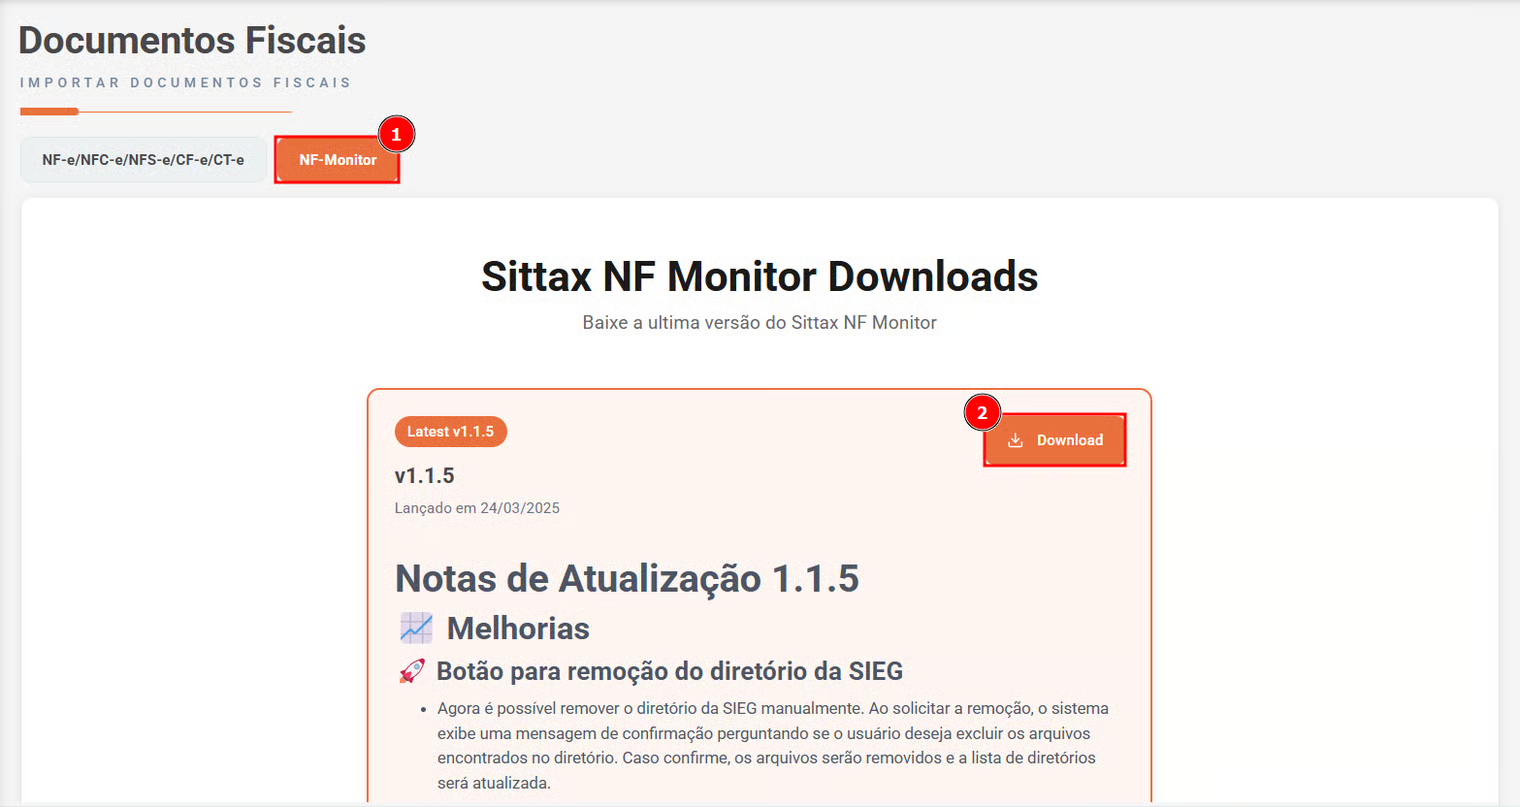 Documentos Fiscais
IMPORTAR DOCUMENTOS FISCAIS
NF-e/NFC-e/NFS-e/CF-e/CT-e
NF-Monitor
1
Sittax NF Monitor Downloads
Baixe a ultima versão do Sittax NF Monitor
Latest v1.1.5
2
Download
v1.1.5
Lançado em 24/03/2025
Notas de Atualização 1.1.5
Melhorias
Botão para remoção do diretório da SIEG
• Agora é possível remover o diretório da SIEG manualmente. Ao solicitar a remoção, o sistema
exibe uma mensagem de confirmação perguntando se o usuário deseja excluir os arquivos
encontrados no diretório. Caso confirme, os arquivos serão removidos e a lista de diretórios
será atualizada.